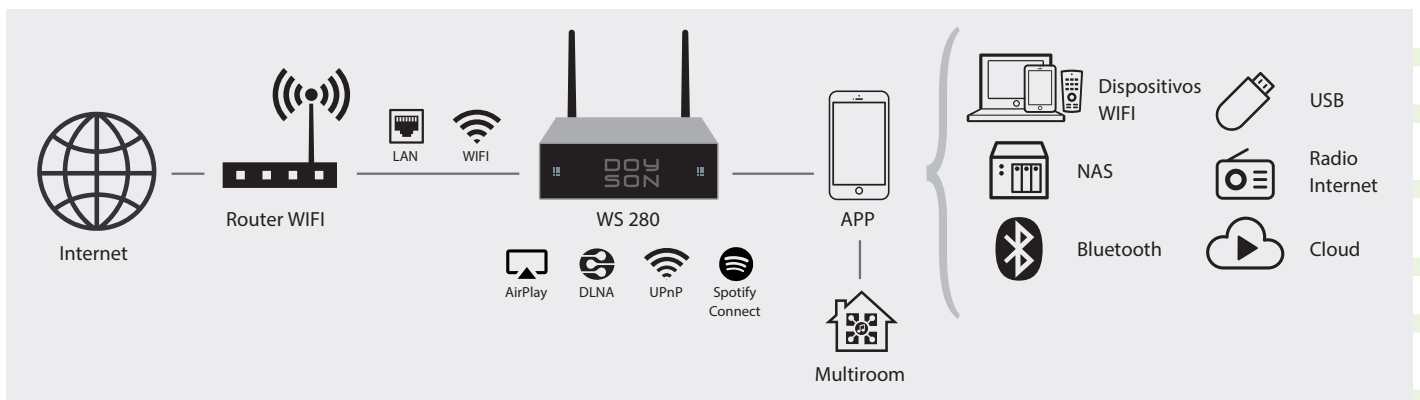 Internet
Router WIFI
LAN
WIFI
DOY
SON
WS 280
AirPlay
DLNA
UPnP
Spotify
Connect
APP
Multiroom
Dispositivos
WIFI
NAS
Bluetooth
USB
Radio
Internet
Cloud